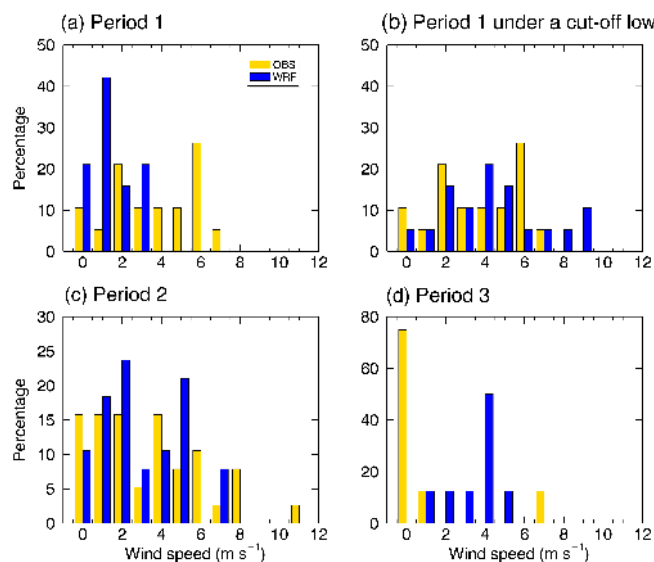 (a) Period 1
(b) Period 1 under a cut-off low
50
40
30
20
10
0
Percentage
OBS
WRF
0 2 4 6 8 10 12
50
40
30
20
10
0
0 2 4 6 8 10 12
(c) Period 2
(d) Period 3
30
25
20
15
10
5
0
Percentage
0 2 4 6 8 10 12
Wind speed (m s⁻¹)
80
60
40
20
0
0 2 4 6 8 10 12
Wind speed (m s⁻¹)